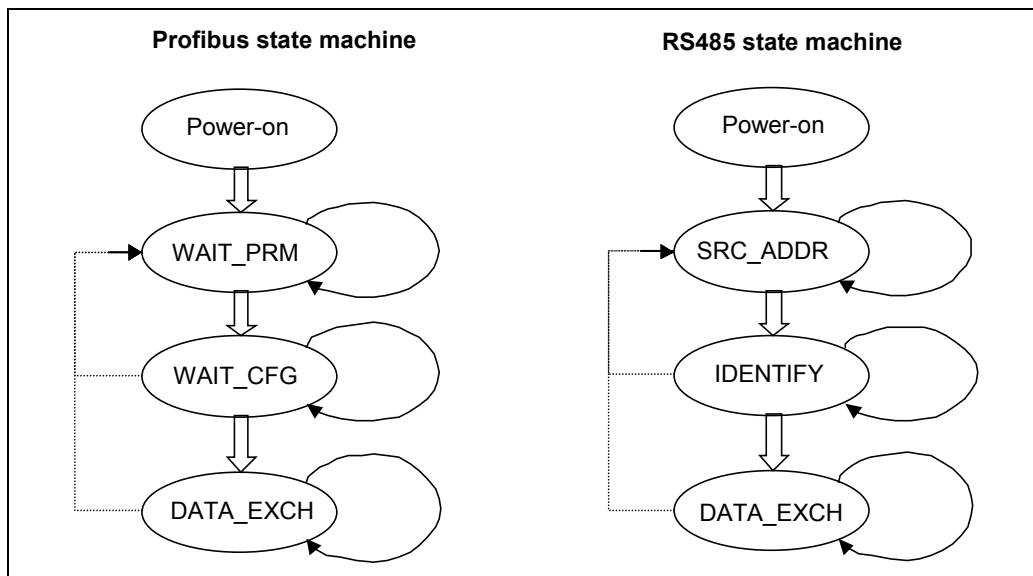 Profibus state machine
RS485 state machine
Power-on
WAIT_PRM
WAIT_CFG
DATA_EXCH
Power-on
SRC_ADDR
IDENTIFY
DATA_EXCH